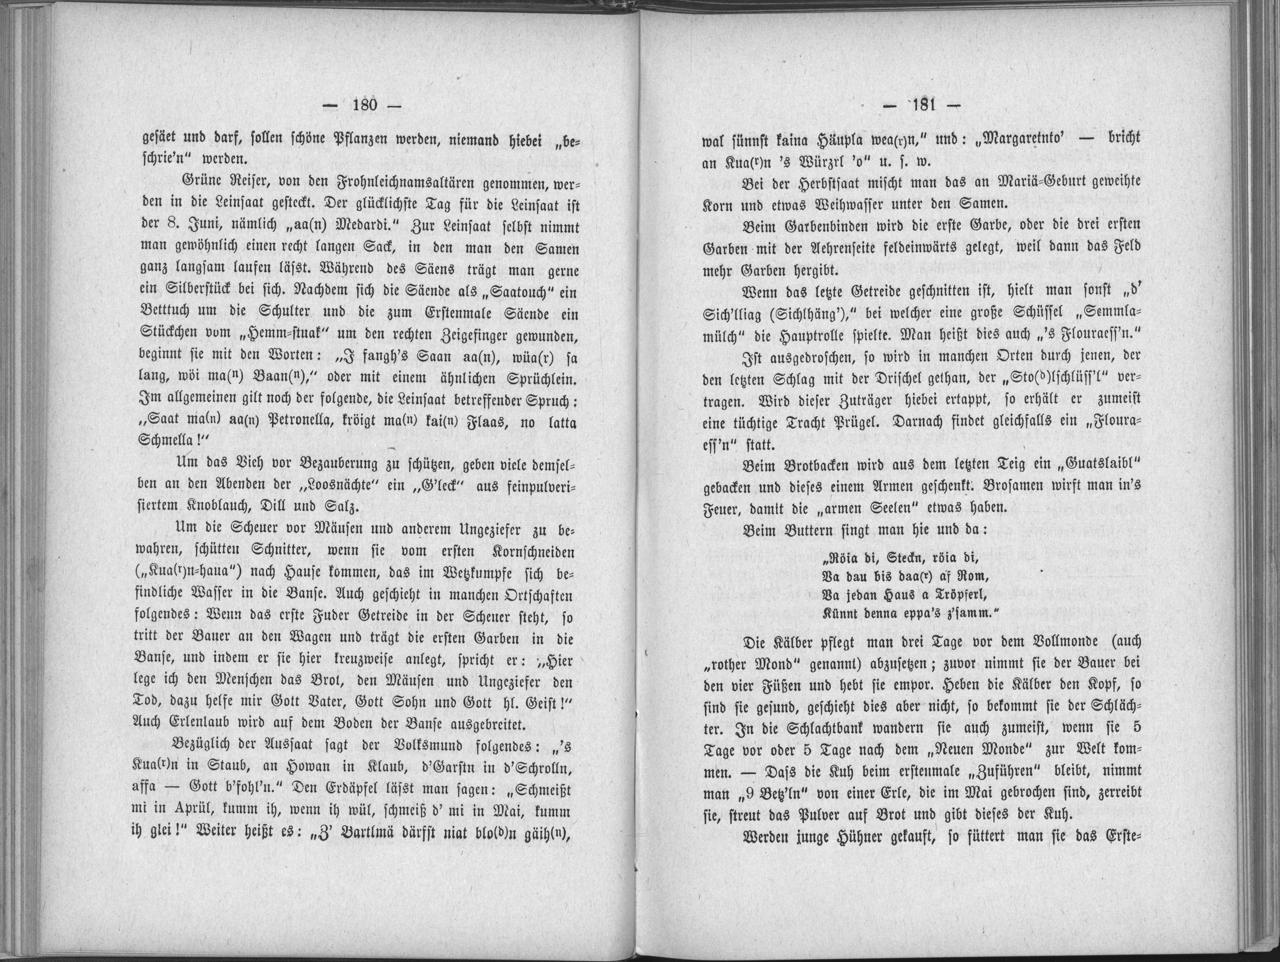 — 180 —
gesäet und darf, sollen schöne Pflanzen werden, niemand hiebei „be-
schrie'n“ werden.
Grüne Reiser, von den Frohnleichnamsaltären genommen, wer-
den in die Leinsaat gesteckt. Der glücklichste Tag für die Leinsaat ist
der 8. Juni, nämlich „aa(n) Medardi.“ Zur Leinsaat selbst nimmt
man gewöhnlich einen recht langen Sack, in den man den Samen
ganz langsam laufen lässt. Während des Säens trägt man gerne
ein Silberstück bei sich. Nachdem sich die Säende als „Saatouch“ ein
Betttuch um die Schulter und die zum Erstenmale Säende ein
Stückchen vom „Hemm-stnak“ um den rechten Zeigefinger gewunden,
beginnt sie mit den Worten: „J fangh's Saan aa(n), wüa(r) sa
lang, wöi ma(n) Baan(n),“ oder mit einem ähnlichen Sprüchlein.
Im allgemeinen gilt noch der folgende, die Leinsaat betreffender Spruch:
„Saat ma(n) aa(n) Petronella, kröigt ma(n) kai(n) Flaas, no latta
Schmella!“
Um das Vieh vor Bezauberung zu schützen, geben viele demsel-
ben an den Abenden der „Loosnächte“ ein „G'leck“ aus feinpulveri-
siertem Knoblauch, Dill und Salz.
Um die Scheuer vor Mäusen und anderem Ungeziefer zu be-
wahren, schütten Schnitter, wenn sie vom ersten Kornschneiden
(„Kua(r)n-haua“) nach Hause kommen, das im Wetzkumpfe sich be-
findliche Wasser in die Banse. Auch geschieht in manchen Ortschaften
folgendes: Wenn das erste Fuder Getreide in der Scheuer steht, so
tritt der Bauer an den Wagen und trägt die ersten Garben in die
Banse, und indem er sie hier kreuzweise anlegt, spricht er: „Hier
lege ich den Menschen das Brot, den Mäusen und Ungeziefer den
Tod, dazu helfe mir Gott Vater, Gott Sohn und Gott hl. Geist!“
Auch Erlenlaub wird auf dem Boden der Banse ausgebreitet.
Bezüglich der Aussaat sagt der Volksmund folgendes: „'s
Kua(r)n in Staub, an Howan in Klaub, d'Garstn in d'Schrolln,
assa — Gott b'fohl'n.“ Den Erdäpfel lässt man sagen: „Schmeißt
mi in Aprül, kumm ih, wenn ih wül, schmeiß d' mi in Mai, kumm
ih glei!“ Weiter heißt es: „Z' Bartlmä därfst niat blo(d)n gäih(n),
— 181 —
wal sünnst kaina Häupla wea(r)n,“ und: „Margaretnto' — bricht
an Kua(r)n 's Würzrl 'o“ u. s. w.
Bei der Herbstsaat mischt man das an Mariä-Geburt geweihte
Korn und etwas Weihwasser unter den Samen.
Beim Garbenbinden wird die erste Garbe, oder die drei ersten
Garben mit der Aehrenseite feldeinwärts gelegt, weil dann das Feld
mehr Garben hergibt.
Wenn das letzte Getreide geschnitten ist, hielt man sonst „d'
Sich'lliag (Sichlhäng'),“ bei welcher eine große Schüssel „Semmla-
mülch“ die Hauptrolle spielte. Man heißt dies auch „'s Flouraess'n.“
Ist ausgedroschen, so wird in manchen Orten durch jenen, der
den letzten Schlag mit der Drischel gethan, der „Sto(d)lschlüss'l“ ver-
tragen. Wird dieser Zuträger hiebei ertappt, so erhält er zumeist
eine tüchtige Tracht Prügel. Darnach findet gleichfalls ein „Floura-
ess'n“ statt.
Beim Brotbacken wird aus dem letzten Teig ein „Guatslaibl“
gebacken und dieses einem Armen geschenkt. Brosamen wirft man in's
Feuer, damit die „armen Seelen“ etwas haben.
Beim Buttern singt man hie und da:
„Röia di, Steckn, röia di,
Va dau bis daa(r) af Rom,
Va jedan Haus a Tröpferl,
Künnt denna eppa's z'samm.“
Die Kälber pflegt man drei Tage vor dem Vollmonde (auch
„rother Mond“ genannt) abzusetzen; zuvor nimmt sie der Bauer bei
den vier Füßen und hebt sie empor. Heben die Kälber den Kopf, so
sind sie gesund, geschieht dies aber nicht, so bekommt sie der Schläch-
ter. In die Schlachtbank wandern sie auch zumeist, wenn sie 5
Tage vor oder 5 Tage nach dem „Neuen Monde“ zur Welt kom-
men. — Dass die Kuh beim erstenmale „Zuführen“ bleibt, nimmt
man „9 Betz'ln“ von einer Erle, die im Mai gebrochen sind, zerreibt
sie, streut das Pulver auf Brot und gibt dieses der Kuh.
Werden junge Hühner gekauft, so füttert man sie das Erste-